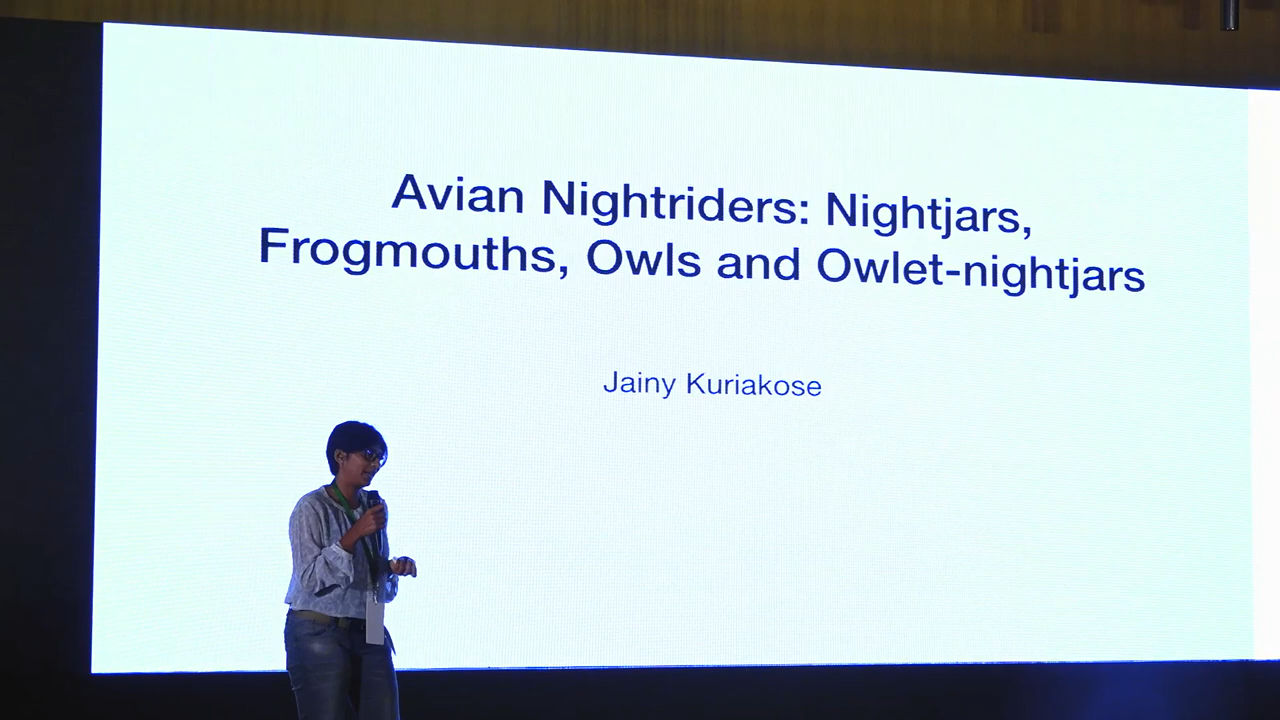 Avian Nightriders: Nightjars,
Frogmouths, Owls and Owlet-nightjars
Jainy Kuriakose